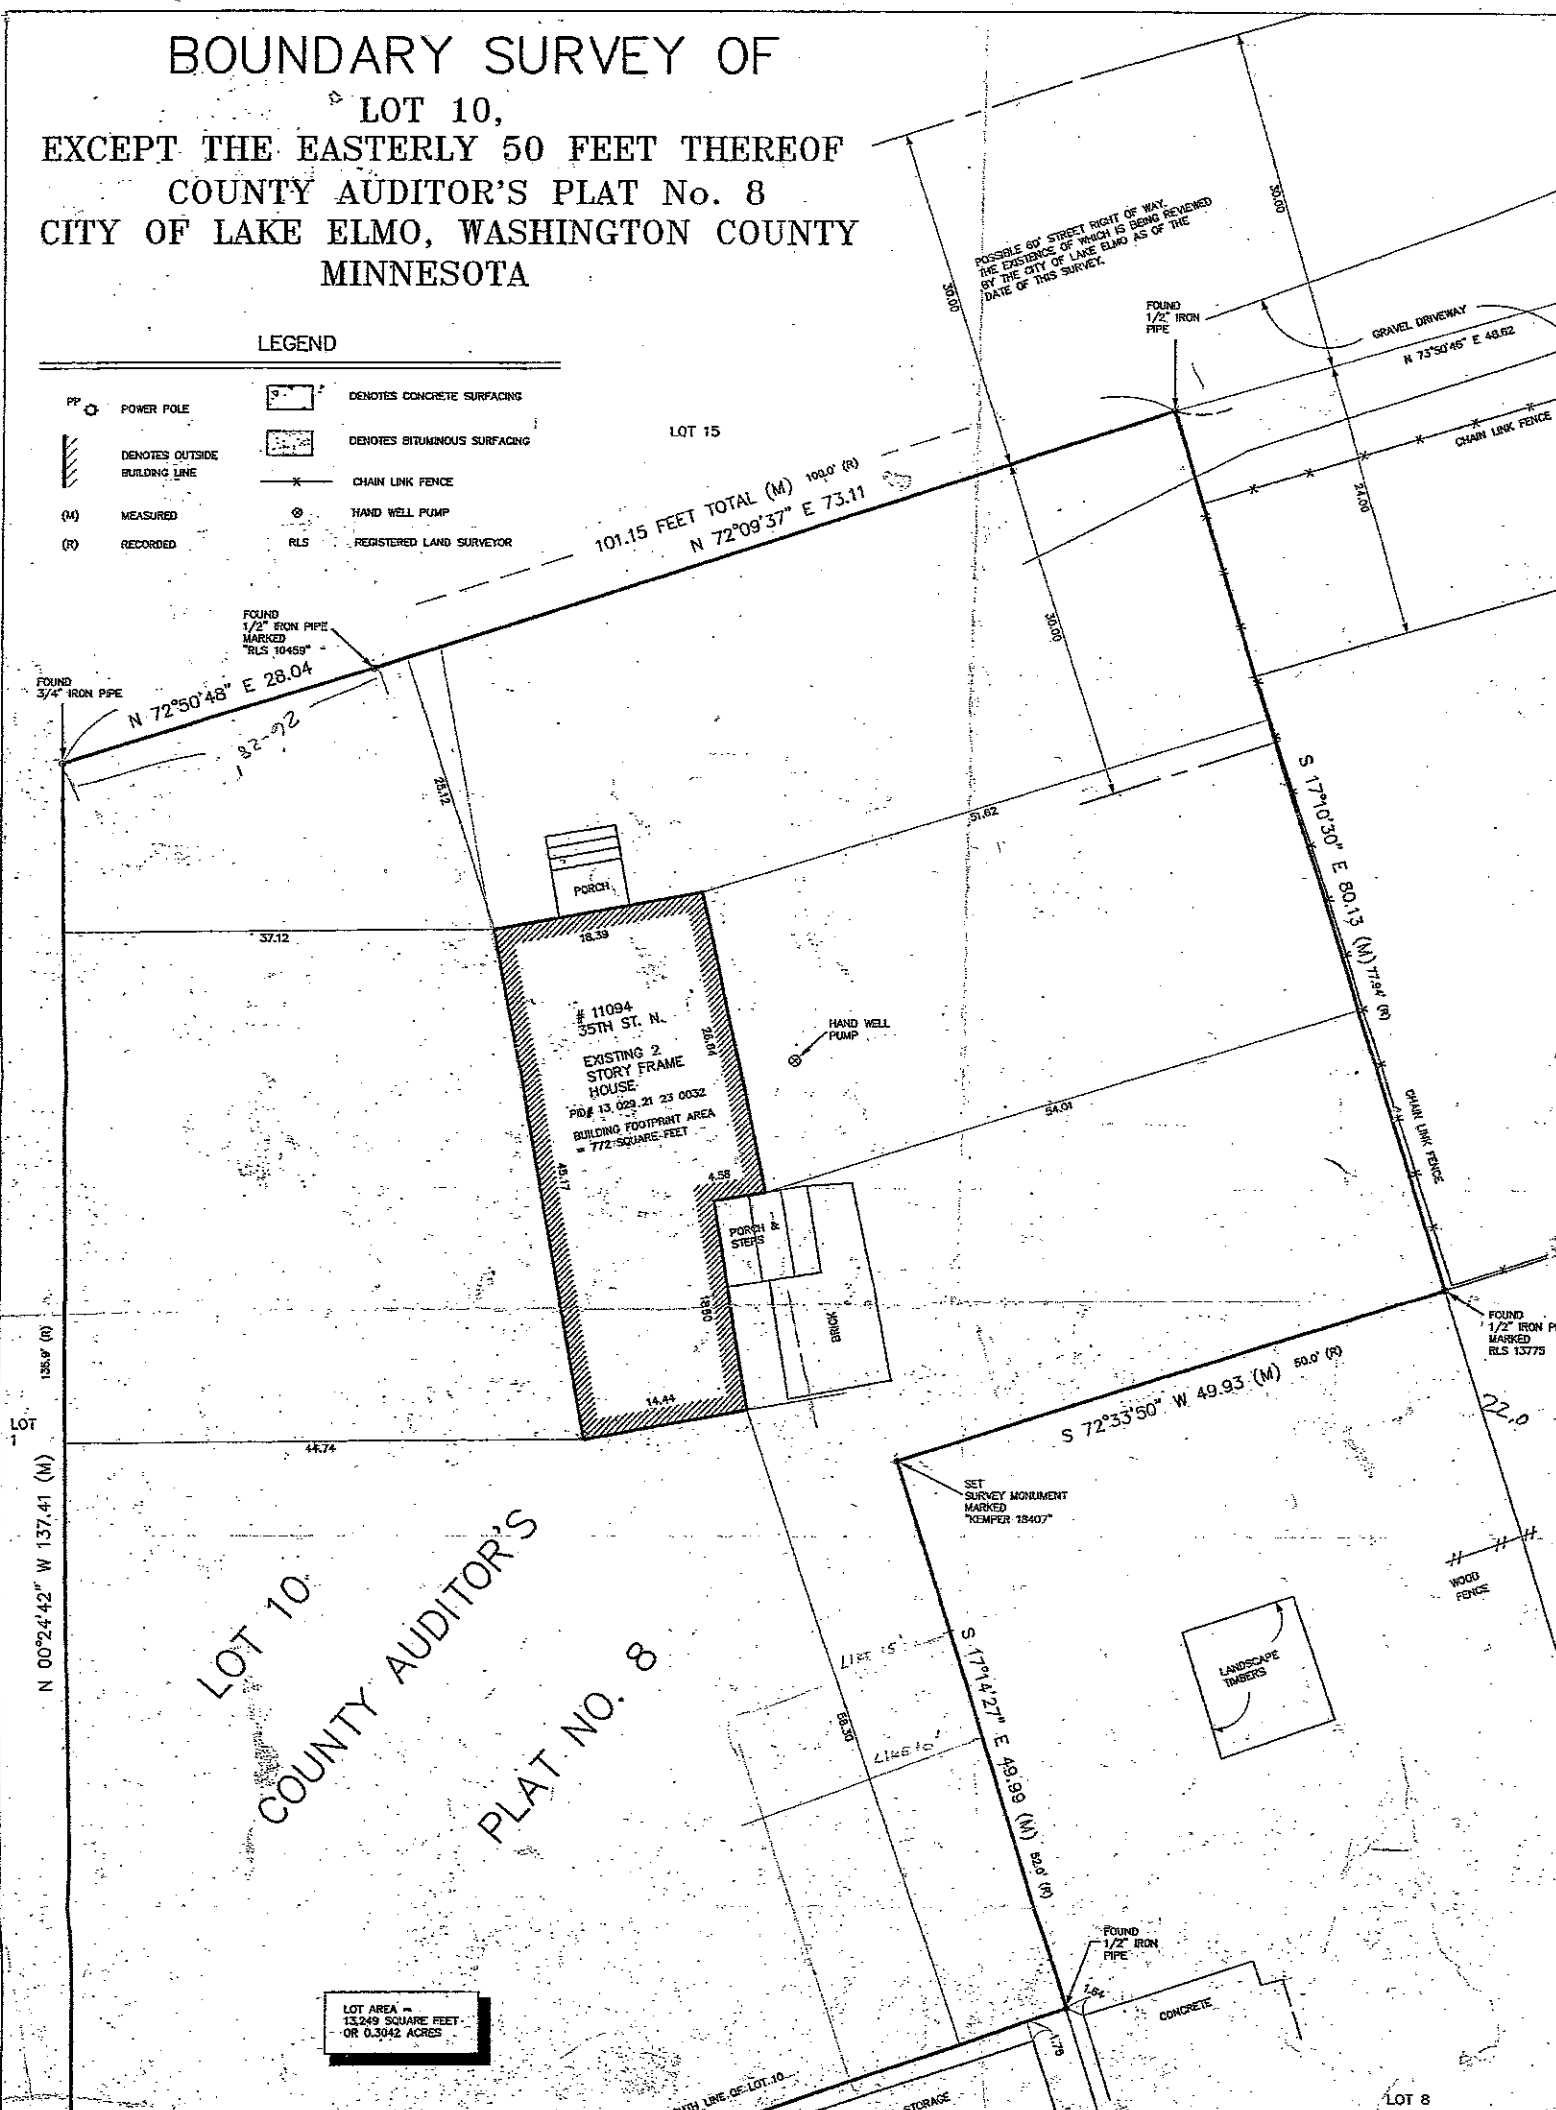 BOUNDARY SURVEY OF
LOT 10,
EXCEPT THE EASTERLY 50 FEET THEREOF
COUNTY AUDITOR'S PLAT No. 8
CITY OF LAKE ELMO, WASHINGTON COUNTY
MINNESOTA
LEGEND
PP
POWER POLE
DENOTES CONCRETE SURFACING
DENOTES OUTSIDE
BUILDING LINE
DENOTES BITUMINOUS SURFACING
CHAIN LINK FENCE
(M) MEASURED
HAND WELL PUMP
(R) RECORDED
RLS REGISTERED LAND SURVEYOR
POSSIBLE 60' STREET RIGHT OF WAY.
THE EXISTENCE OF WHICH IS BEING REVIEWED
BY THE CITY OF LAKE ELMO AS OF THE
DATE OF THIS SURVEY.
30.00
30.00
FOUND
1/2" IRON
PIPE
GRAVEL DRIVEWAY
N 73°50'46" E 48.62
CHAIN LINK FENCE
24.00
LOT 15
101.15 FEET TOTAL (M) 100.0' (R)
N 72°09'37" E 73.11
30.00
FOUND
1/2" IRON PIPE
MARKED
"RLS 10459"
FOUND
3/4" IRON PIPE
N 72°50'48" E 28.04
25.12
51.62
S 17°10'30" E 80.13 (M) 77.94' (R)
PORCH
37.12
18.39
# 11094
35TH ST. N.
EXISTING 2
STORY FRAME
HOUSE
PID# 13.029.21 23 0032
BUILDING FOOTPRINT AREA
= 772 SQUARE FEET
26.64
HAND WELL
PUMP
54.01
CHAIN LINK FENCE
45.17
4.58
PORCH &
STEPS
18.60
BRICK
14.44
44.74
FOUND
1/2" IRON
MARKED
RLS 13775
S 72°33'50" W 49.93 (M) 50.0' (R)
22.0
LOT
1
N 00°24'42" W 137.41 (M) 135.9' (R)
SET
SURVEY MONUMENT
MARKED
"KEMPER 18407"
WOOD
FENCE
LOT 10
COUNTY AUDITOR'S
PLAT NO. 8
68.30
S 17°14'27" E 49.99 (M) 52.0' (R)
LANDSCAPE
TIMBERS
FOUND
1/2" IRON
PIPE
1.64
CONCRETE
1.76
LOT AREA =
13,249 SQUARE FEET
OR 0.3042 ACRES
LINE OF LOT 10
STORAGE
LOT 8